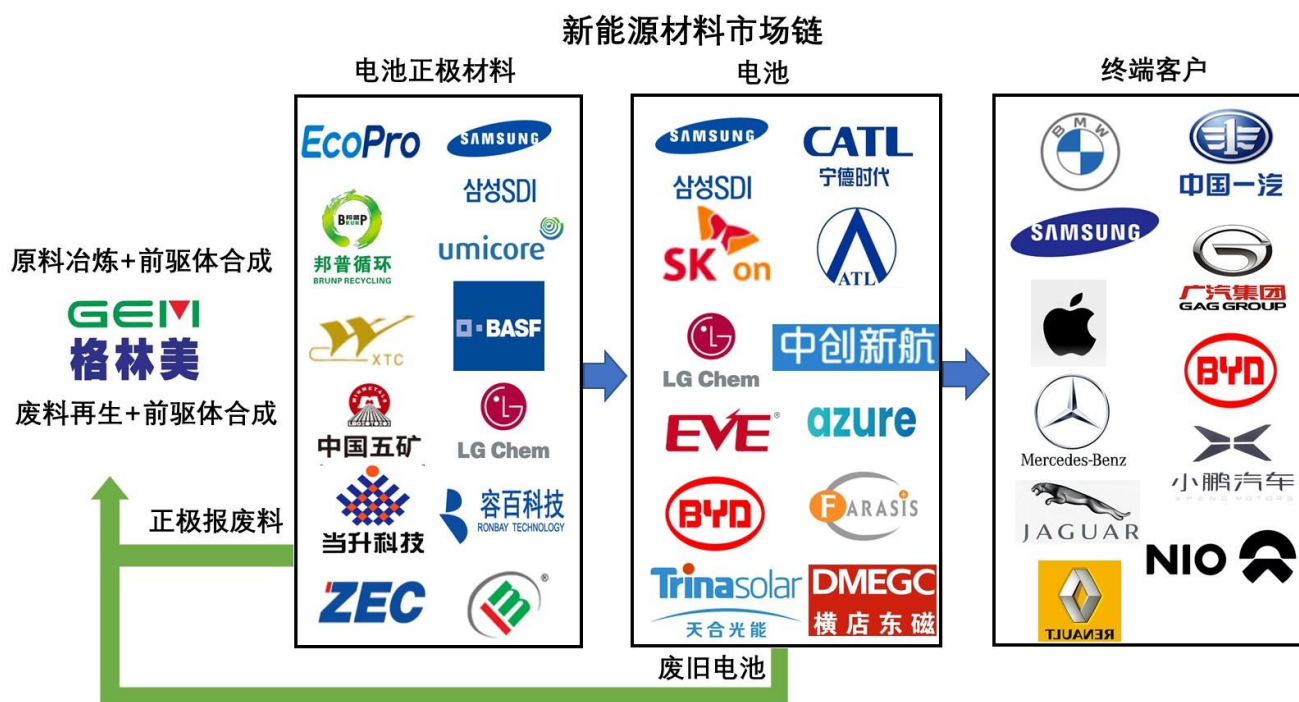 新能源材料市场链
电池正极材料
电池
终端客户
原料冶炼+前驱体合成
GEM
格林美
废料再生+前驱体合成
正极报废料
废旧电池
EcoPro
SAMSUNG
삼성SDI
邦普循环
BRUNP RECYCLING
umicore
XTC
BASF
MINMETALS
中国五矿
LG Chem
当升科技
容百科技
RONBAY TECHNOLOGY
ZEC
SAMSUNG
삼성SDI
CATL
宁德时代
SK on
ATL
LG Chem
中创新航
EVE
azure
BYD
FARASIS
Trinasolar
天合光能
DMEGC
横店东磁
BMW
中国一汽
SAMSUNG
广汽集团
GAG GROUP
BYD
Mercedes-Benz
小鹏汽车
XPENG MOTORS
JAGUAR
NIO
RENAULT